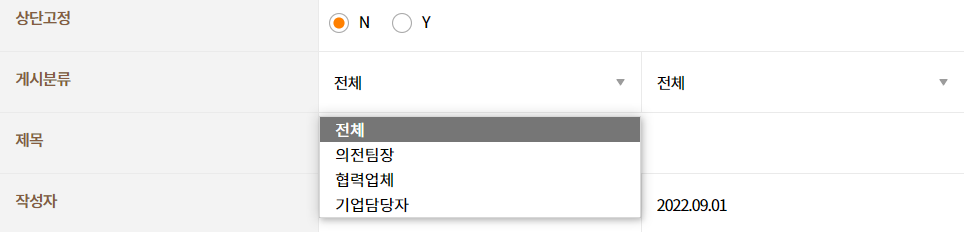 상단고정 N Y
게시분류 전체 전체
전체
제목
의전팀장
협력업체
작성자 2022.09.01
기업담당자